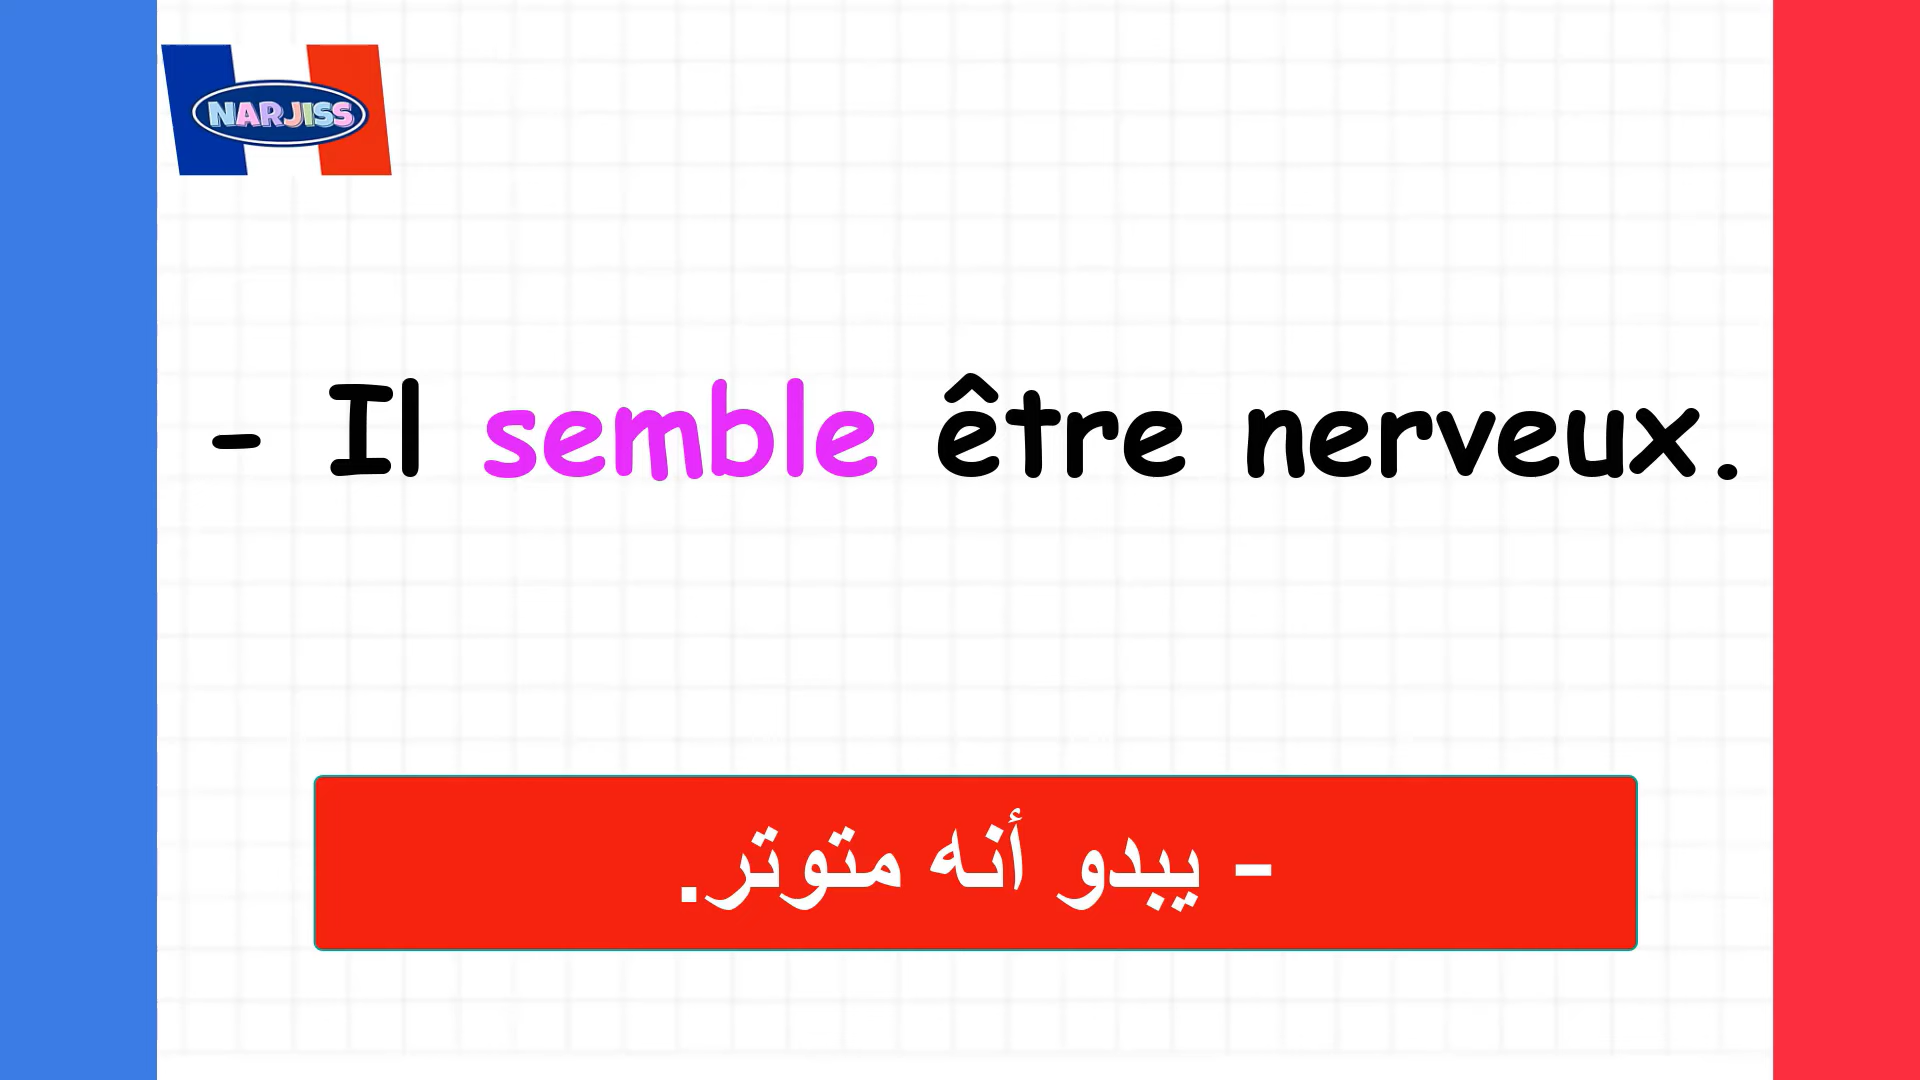 NARJISS
- Il semble être nerveux.
- يبدو أنه متوتر.